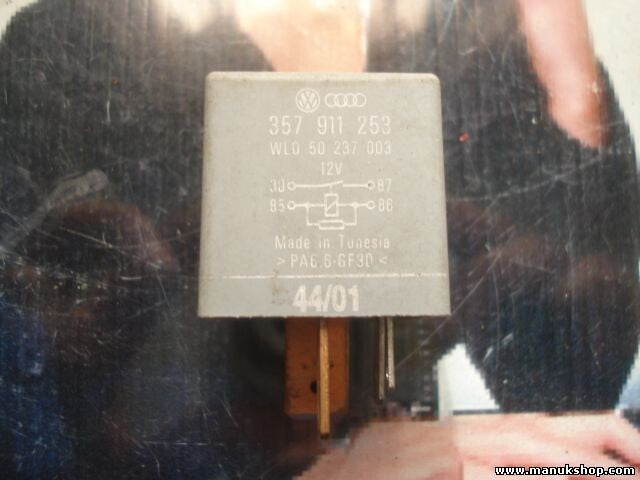 357 911 253
WLO 50 237 003
12V
30 87
85 86
Made in Tunesia
>PA6.6-GF30<
44/01
www.manukshop.com